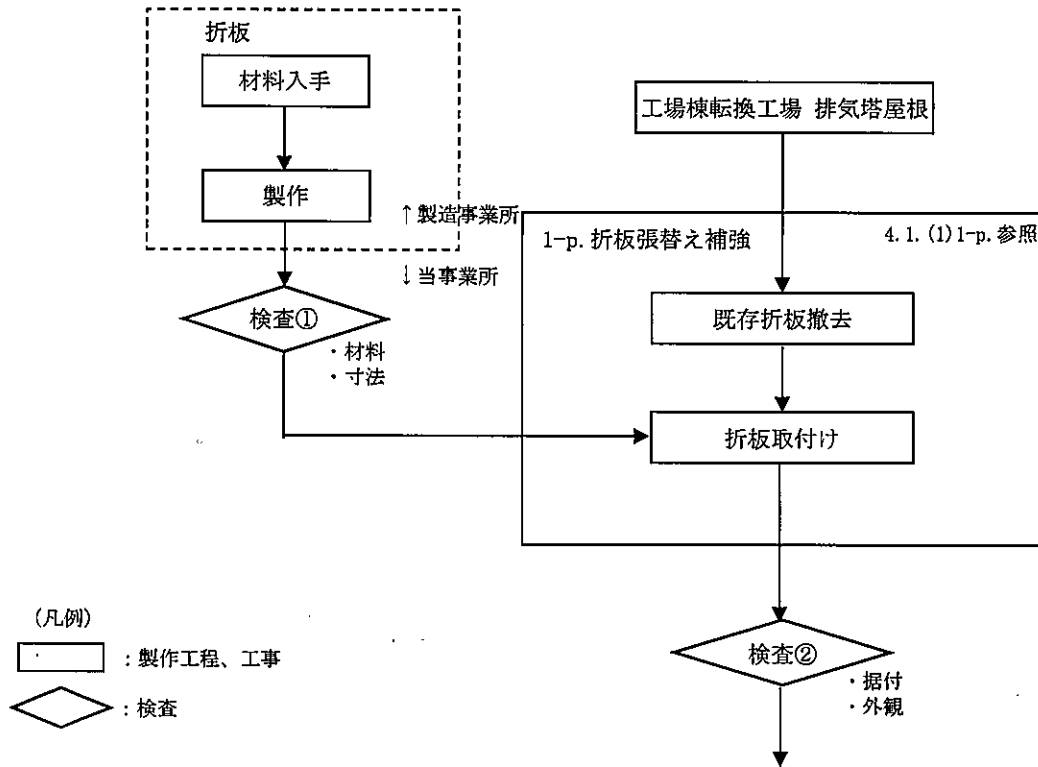 折板
材料入手
製作
↑製造事業所
↓当事業所
検査①
・材料
・寸法
工場棟転換工場 排気塔屋根
1-p.折板張替え補強
4.1.(1)1-p.参照
既存折板撤去
折板取付け
検査②
・据付
・外観
(凡例)
：製作工程、工事
：検査